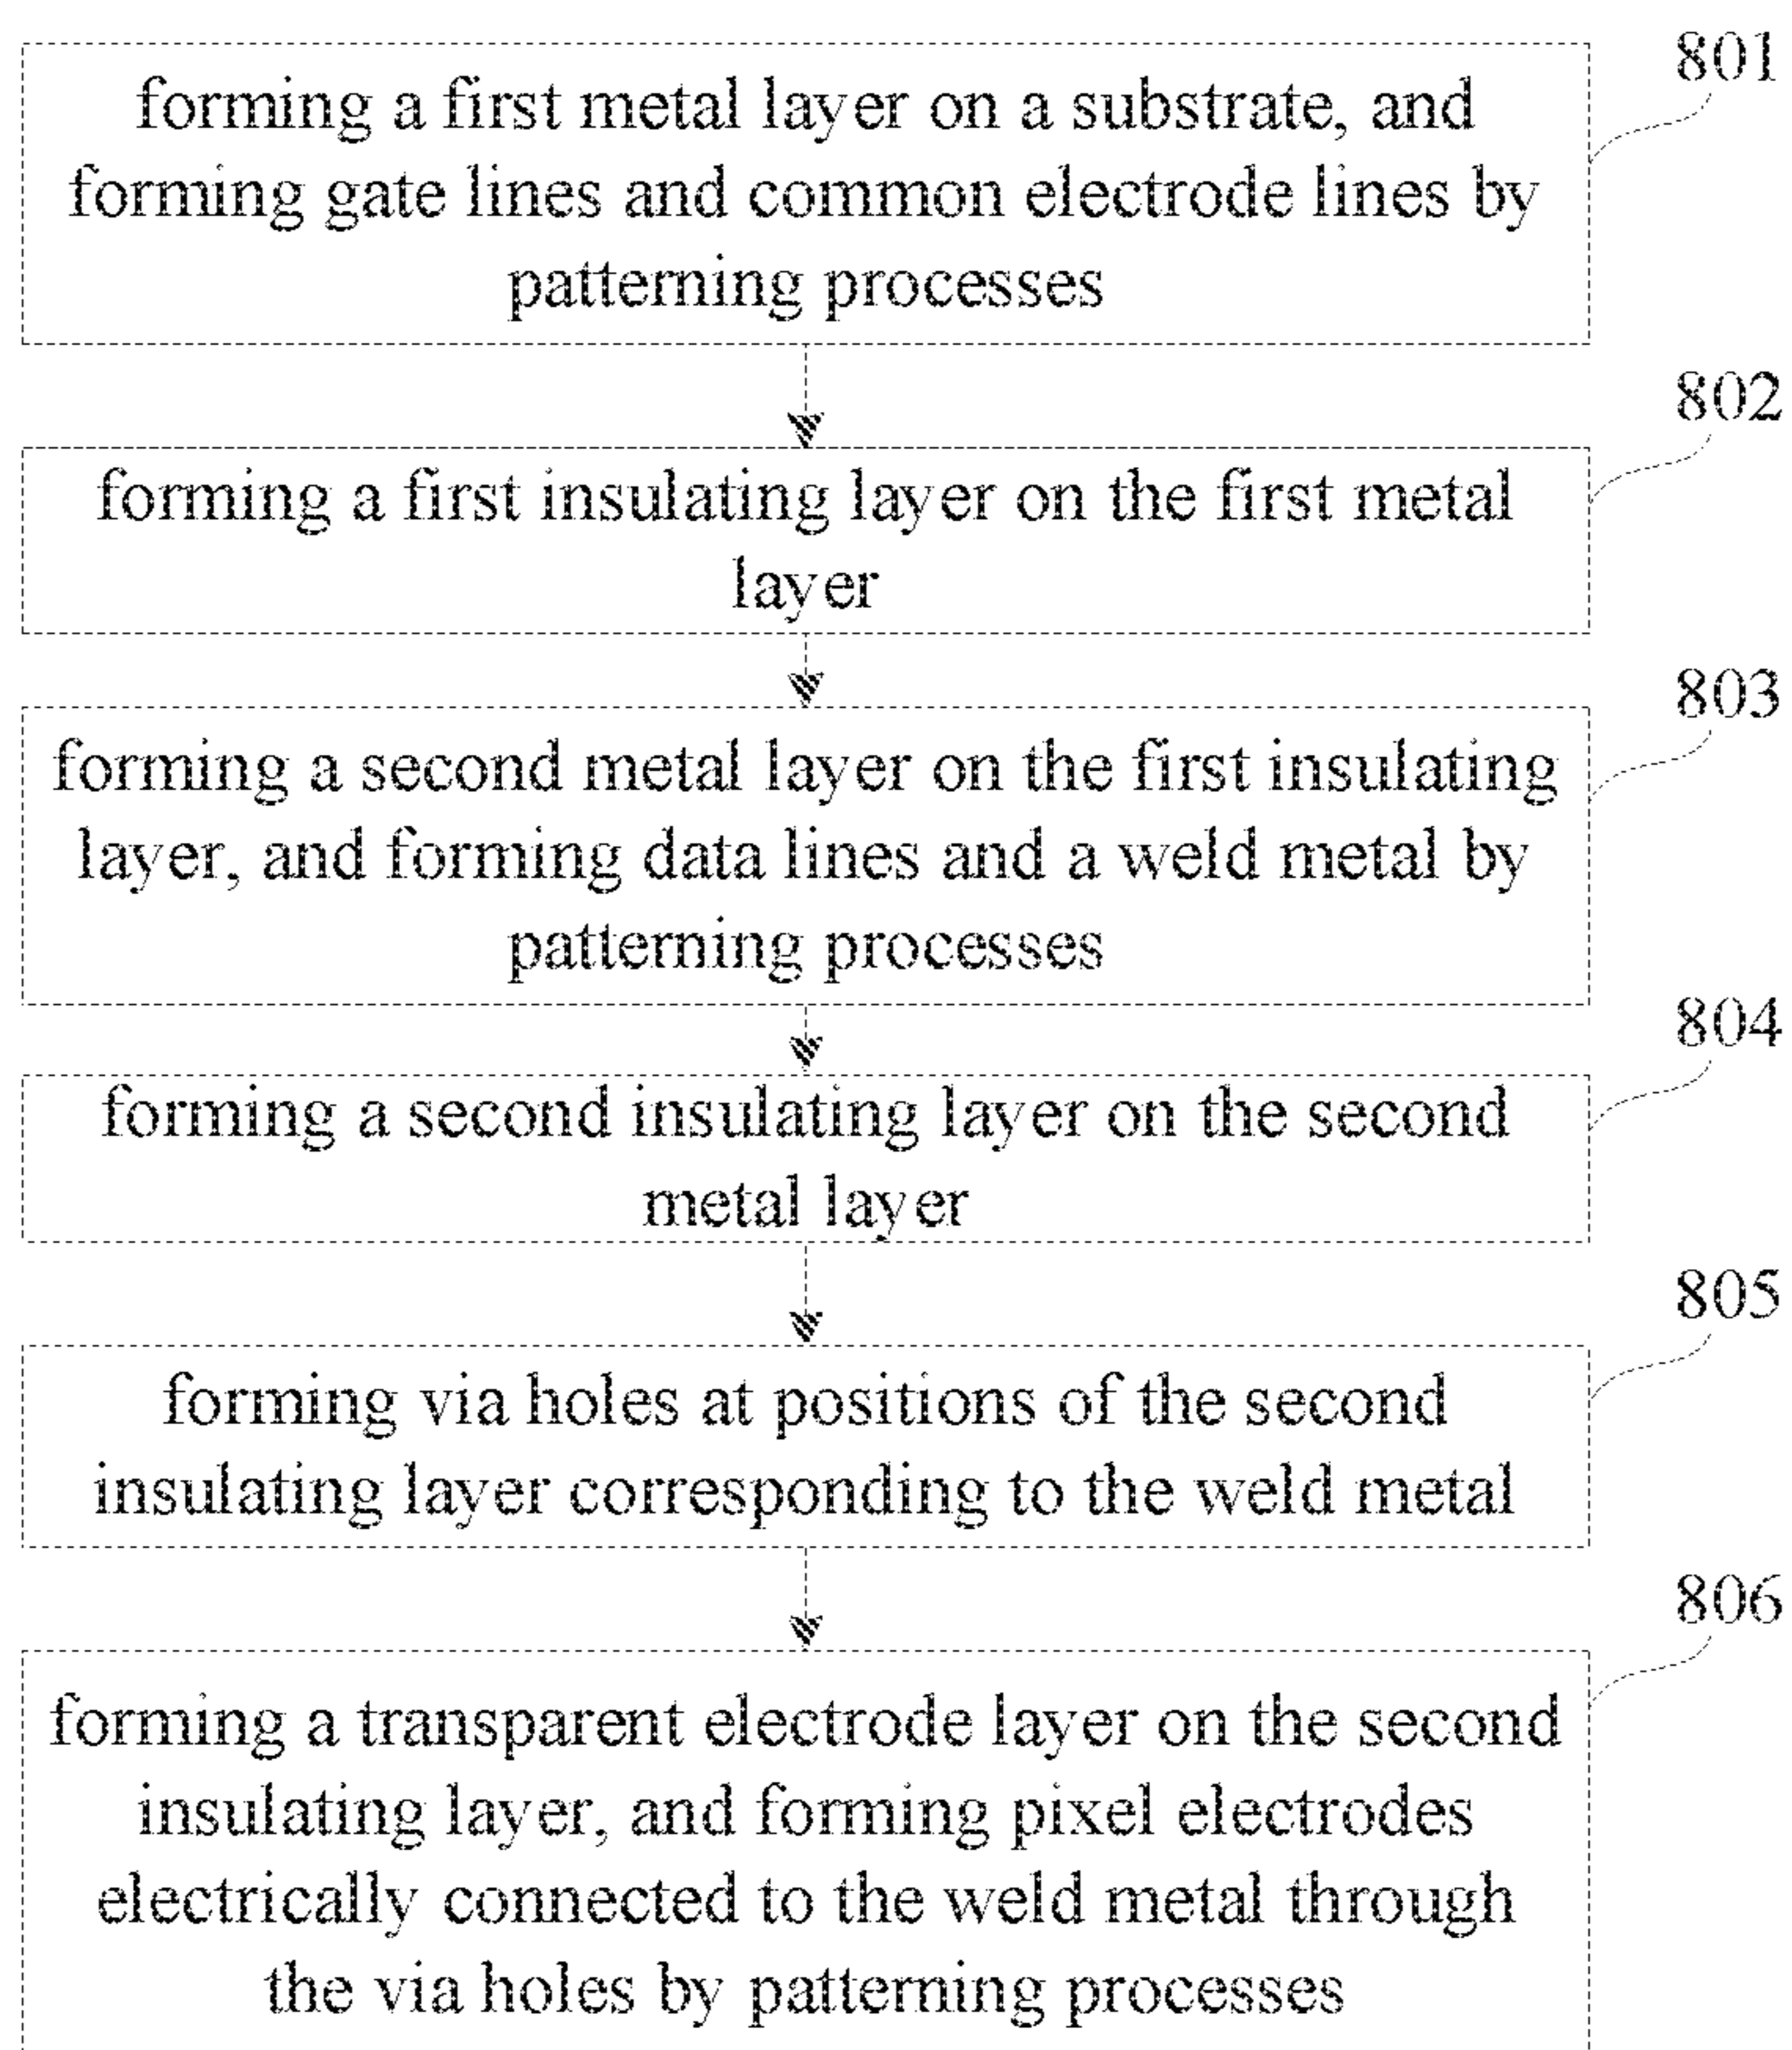 801
forming a first metal layer on a substrate, and
forming gate lines and common electrode lines by
patterning processes
802
forming a first insulating layer on the first metal
layer
803
forming a second metal layer on the first insulating
layer, and forming data lines and a weld metal by
patterning processes
804
forming a second insulating layer on the second
metal layer
805
forming via holes at positions of the second
insulating layer corresponding to the weld metal
806
forming a transparent electrode layer on the second
insulating layer, and forming pixel electrodes
electrically connected to the weld metal through
the via holes by patterning processes